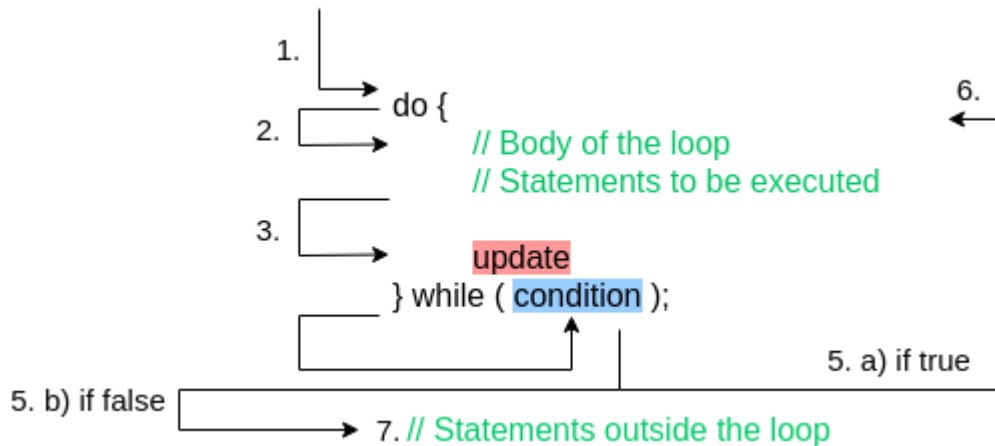 1.
do {
6.
2.
// Body of the loop
// Statements to be executed
3.
update
} while ( condition );
5. a) if true
5. b) if false
7. // Statements outside the loop